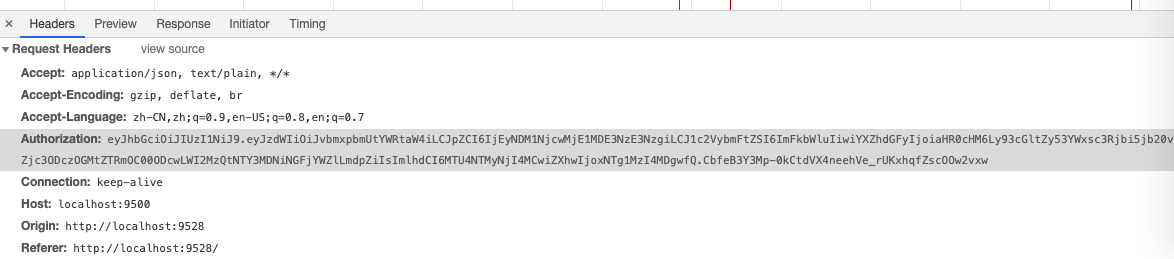 × Headers Preview Response Initiator Timing
▼Request Headers view source
Accept: application/json, text/plain, */*
Accept-Encoding: gzip, deflate, br
Accept-Language: zh-CN,zh;q=0.9,en-US;q=0.8,en;q=0.7
Authorization: eyJhbGciOiJIUzI1NiJ9.eyJzdWIiOiJvbmxpbmUtYWRtaW4iLCJpZCI6IjEyNDM1NjcwMjE1MDE3NzE3NzgiLCJ1c2VybmFtZSI6ImFkbWluIiwiYXZhdGFyIjoiaHR0cHM6Ly93cGltZy53YWxsc3Rjbi5jb20v
Zjc3ODczOGMtZTRmOC00ODcwLWI2MzQtNTY3MDNiNGFjYWZlLmdpZiIsImlhdCI6MTU4NTMyNjI4MCwiZXhwIjoxNTg1MzI4MDgwfQ.CbfeB3Y3Mp-0kCtdVX4neehVe_rUKxhqfZscOOw2vxw
Connection: keep-alive
Host: localhost:9500
Origin: http://localhost:9528
Referer: http://localhost:9528/